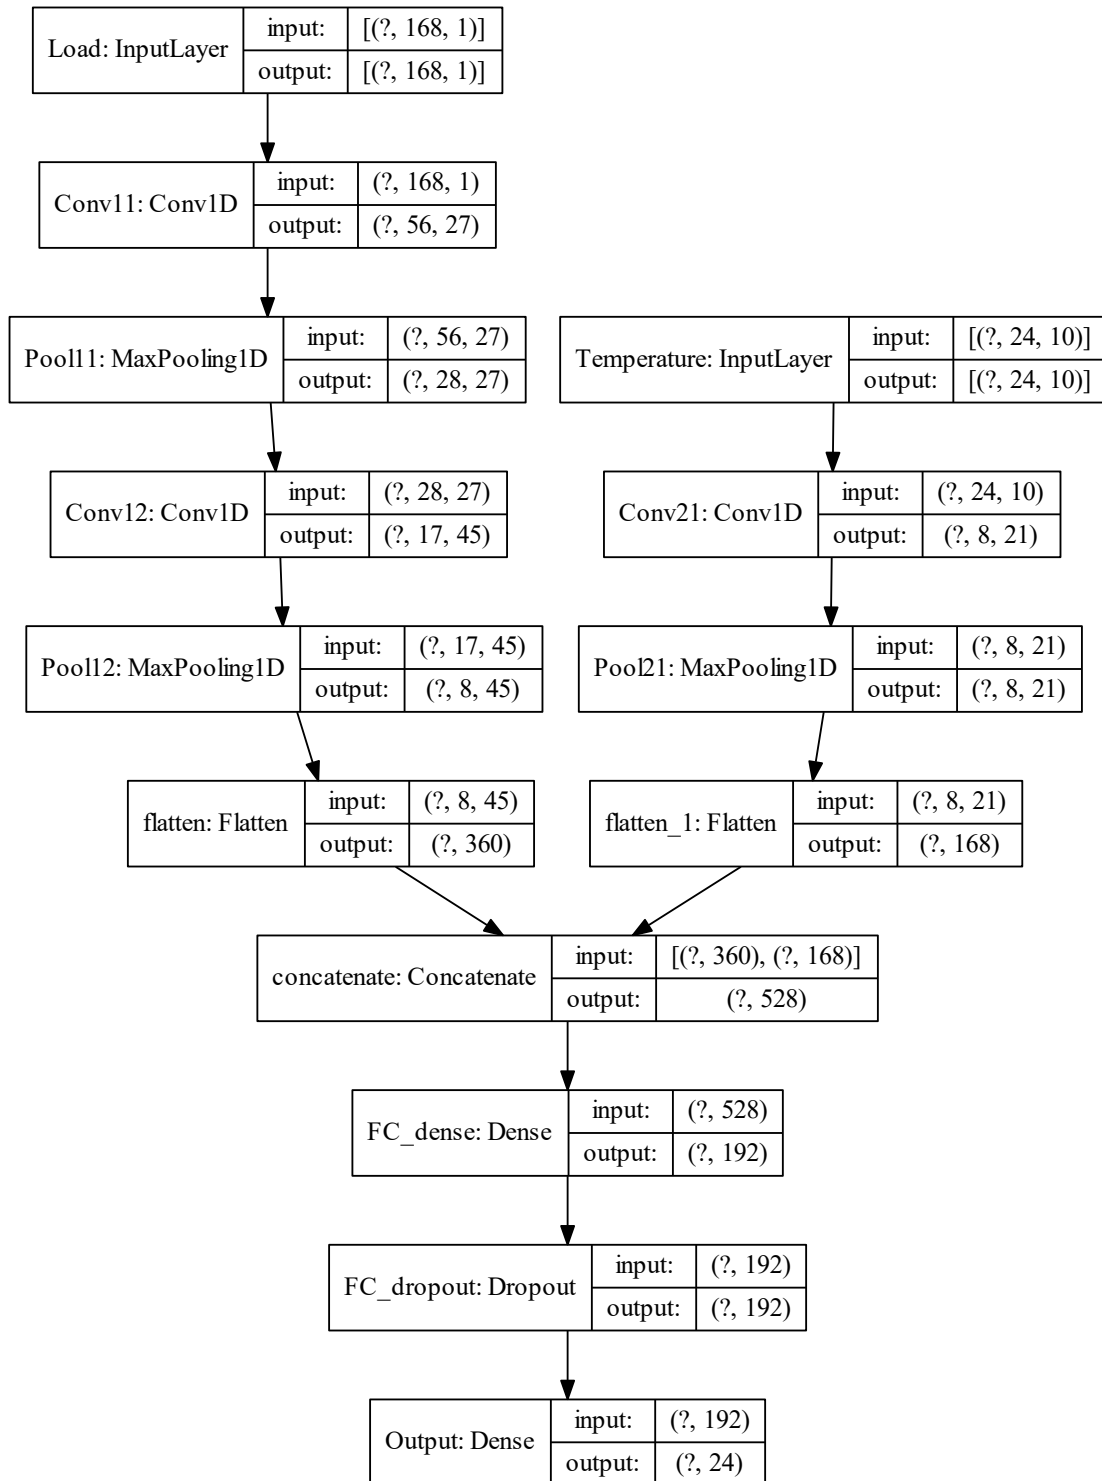 Load: InputLayer
input: [(?, 168, 1)]
output: [(?, 168, 1)]
Conv11: Conv1D
input: (?, 168, 1)
output: (?, 56, 27)
Pool11: MaxPooling1D
input: (?, 56, 27)
output: (?, 28, 27)
Temperature: InputLayer
input: [(?, 24, 10)]
output: [(?, 24, 10)]
Conv12: Conv1D
input: (?, 28, 27)
output: (?, 17, 45)
Conv21: Conv1D
input: (?, 24, 10)
output: (?, 8, 21)
Pool12: MaxPooling1D
input: (?, 17, 45)
output: (?, 8, 45)
Pool21: MaxPooling1D
input: (?, 8, 21)
output: (?, 8, 21)
flatten: Flatten
input: (?, 8, 45)
output: (?, 360)
flatten_1: Flatten
input: (?, 8, 21)
output: (?, 168)
concatenate: Concatenate
input: [(?, 360), (?, 168)]
output: (?, 528)
FC_dense: Dense
input: (?, 528)
output: (?, 192)
FC_dropout: Dropout
input: (?, 192)
output: (?, 192)
Output: Dense
input: (?, 192)
output: (?, 24)